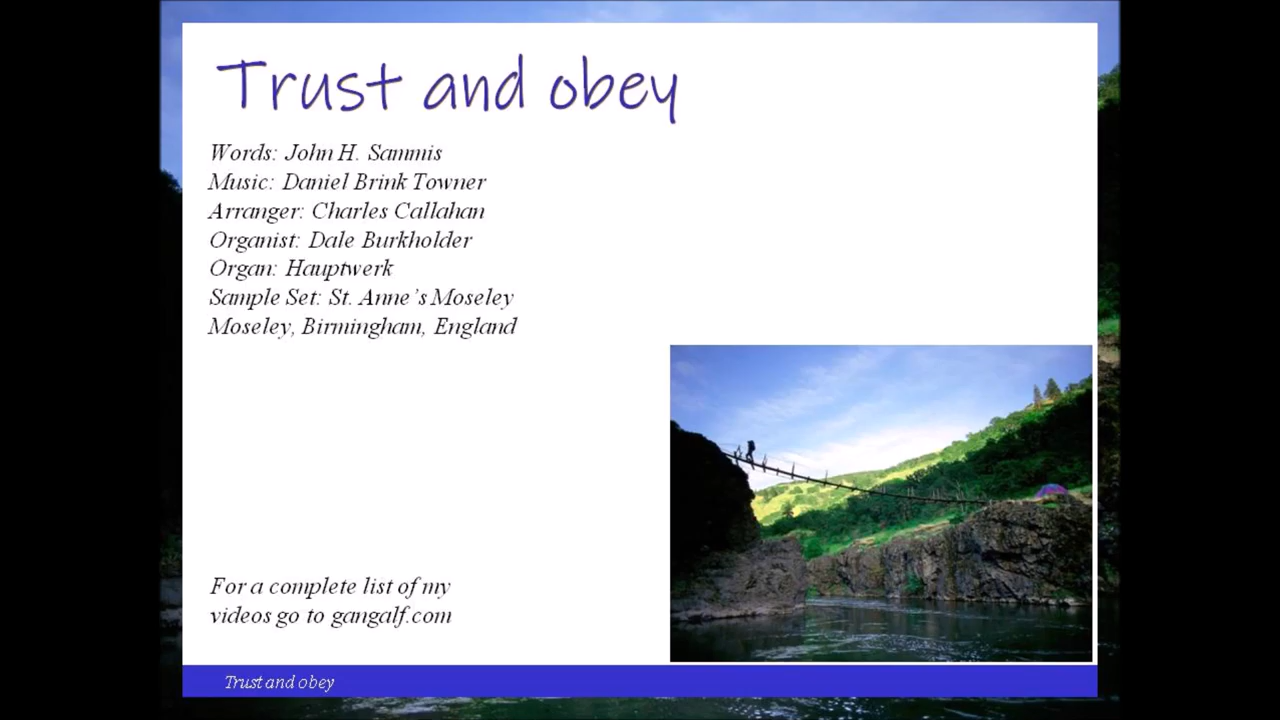 Trust and obey
Words: John H. Sammis
Music: Daniel Brink Towner
Arranger: Charles Callahan
Organist: Dale Burkholder
Organ: Hauptwerk
Sample Set: St. Anne's Moseley
Moseley, Birmingham, England
For a complete list of my
videos go to gangalf.com
Trust and obey